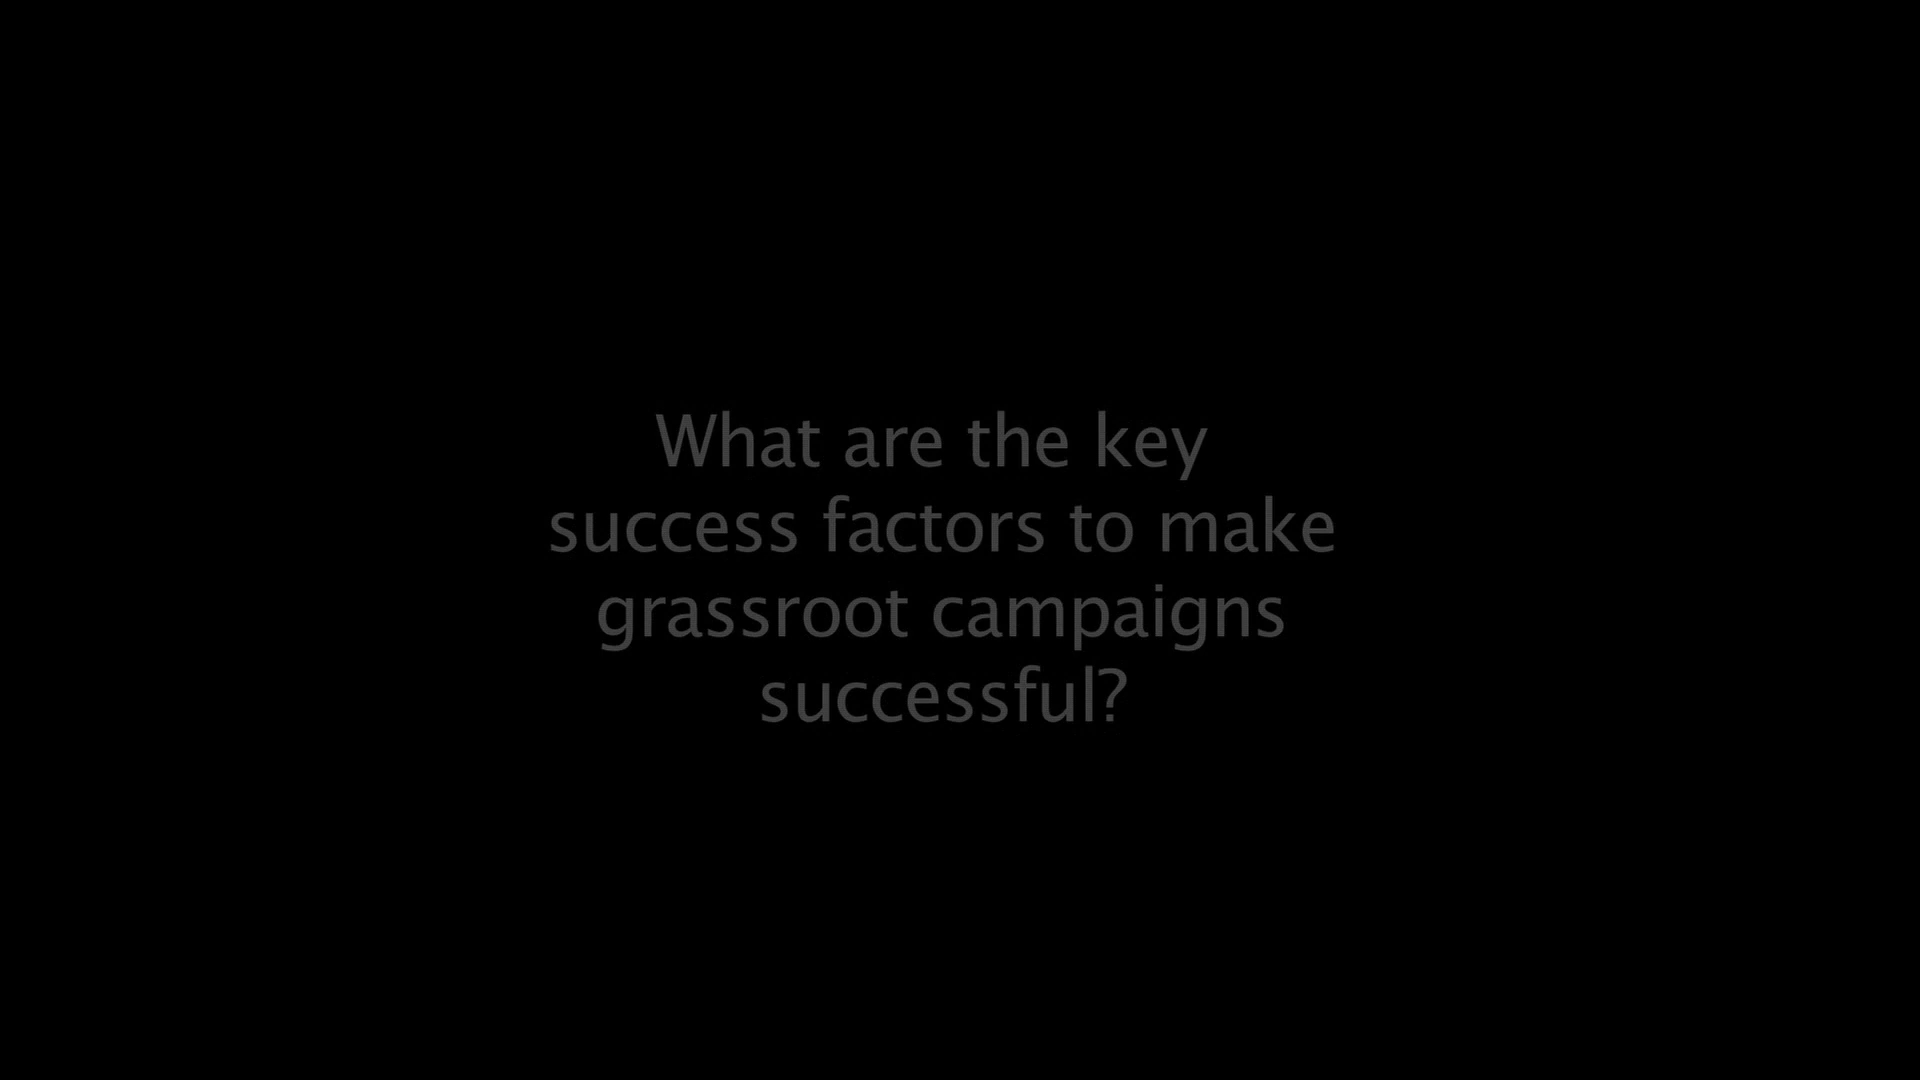 What are the key
success factors to make
grassroot campaigns
successful?